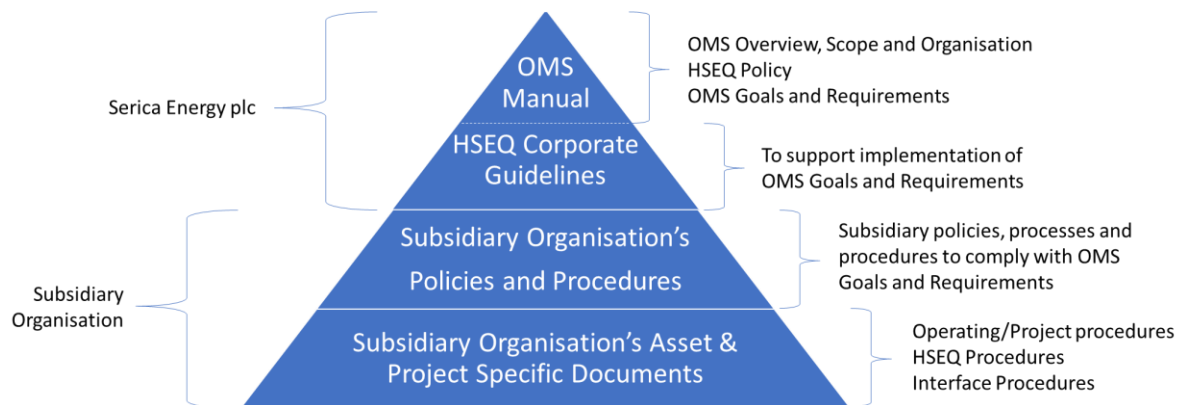 OMS
Manual
HSEQ Corporate
Guidelines
Subsidiary Organisation's
Policies and Procedures
Subsidiary Organisation's Asset &
Project Specific Documents
Serica Energy plc
Subsidiary
Organisation
OMS Overview, Scope and Organisation
HSEQ Policy
OMS Goals and Requirements
To support implementation of
OMS Goals and Requirements
Subsidiary policies, processes and
procedures to comply with OMS
Goals and Requirements
Operating/Project procedures
HSEQ Procedures
Interface Procedures